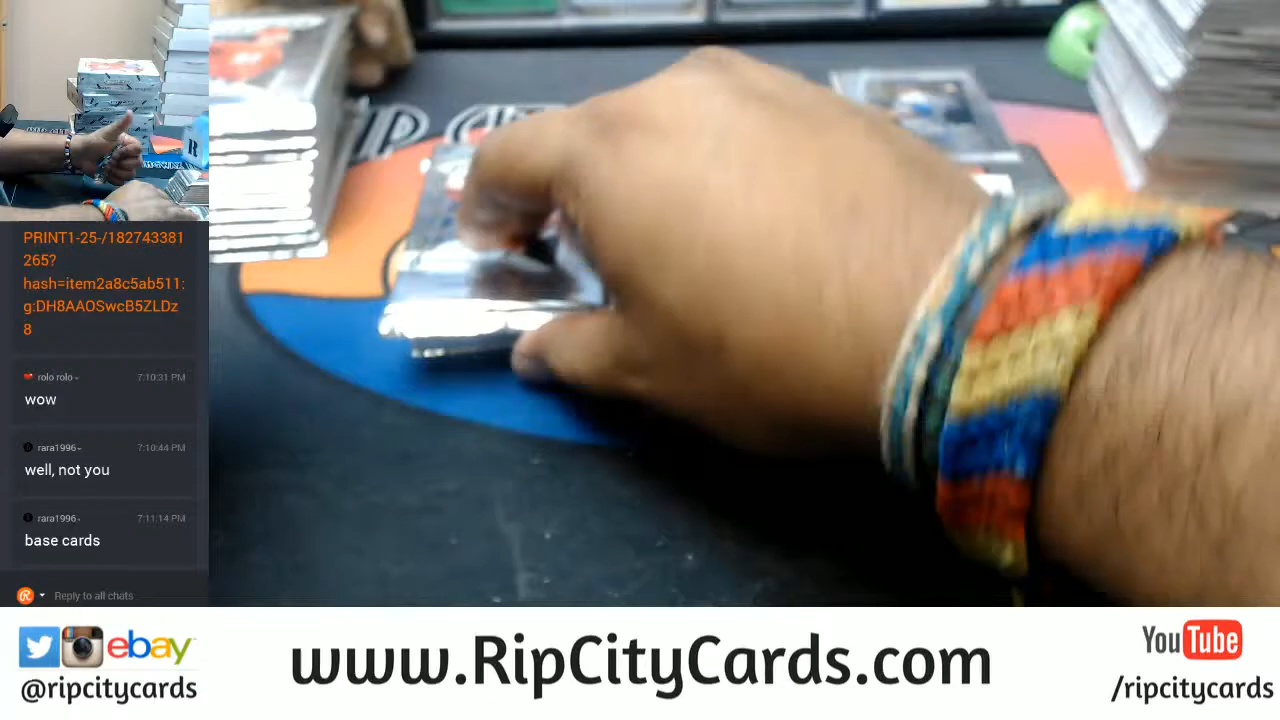 PRINT1-25-/182743381
265?
hash=item2a8c5ab511:
g:DH8AAOSwcB5ZLDz
8
rolo rolo
7:10:31 PM
wow
rara1996
7:10:44 PM
well, not you
rara1996
7:11:14 PM
base cards
Reply to all chats
ebay
@ripcitycards
www.RipCityCards.com
YouTube
/ripcitycards